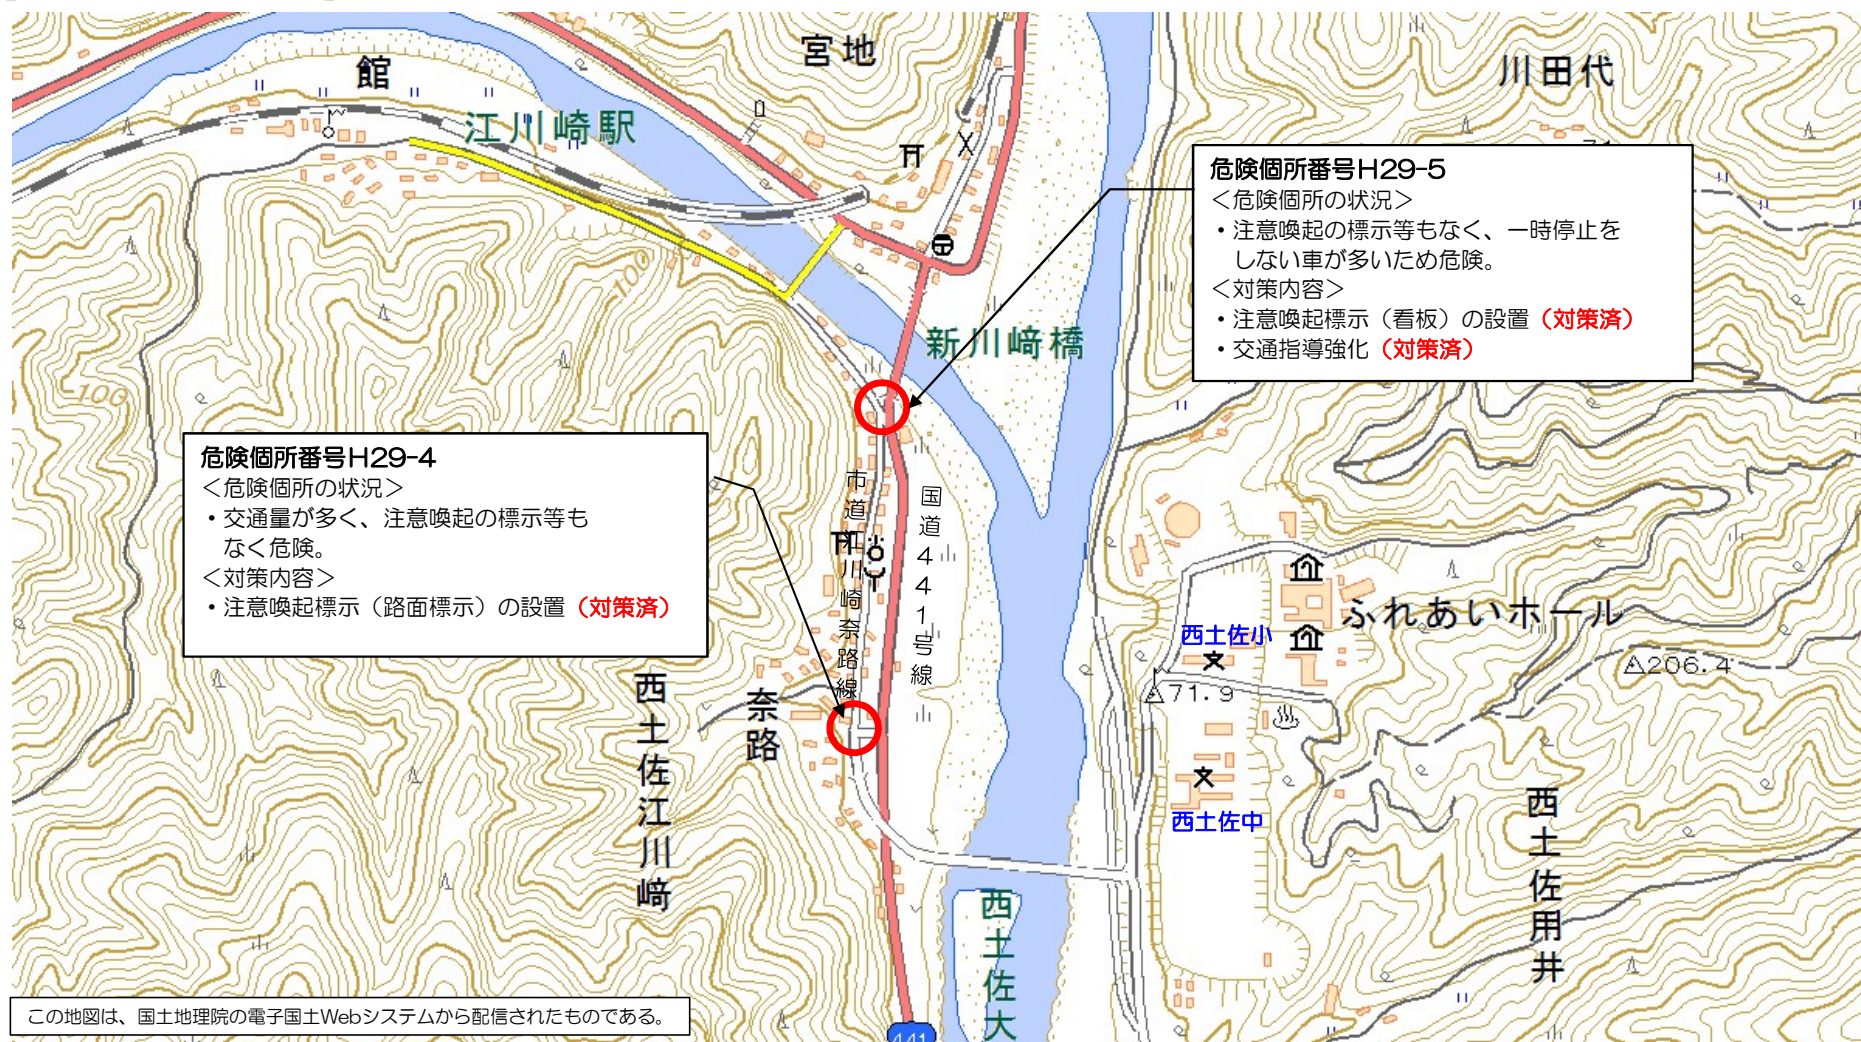 館
宮地
川田代
江川崎駅
危険個所番号H29-5
＜危険個所の状況＞
・注意喚起の標示等もなく、一時停止を
しない車が多いため危険。
＜対策内容＞
・注意喚起標示（看板）の設置（対策済）
・交通指導強化（対策済）
100
新川崎橋
100
危険個所番号H29-4
＜危険個所の状況＞
・交通量が多く、注意喚起の標示等も
なく危険。
＜対策内容＞
・注意喚起標示（路面標示）の設置（対策済）
市道江川崎奈路線
国道441号線
ふれあいホール
西土佐小
206.4
71.9
奈路
西土佐江川崎
西土佐中
西土佐用井
西土佐大
441
この地図は、国土地理院の電子国土Webシステムから配信されたものである。